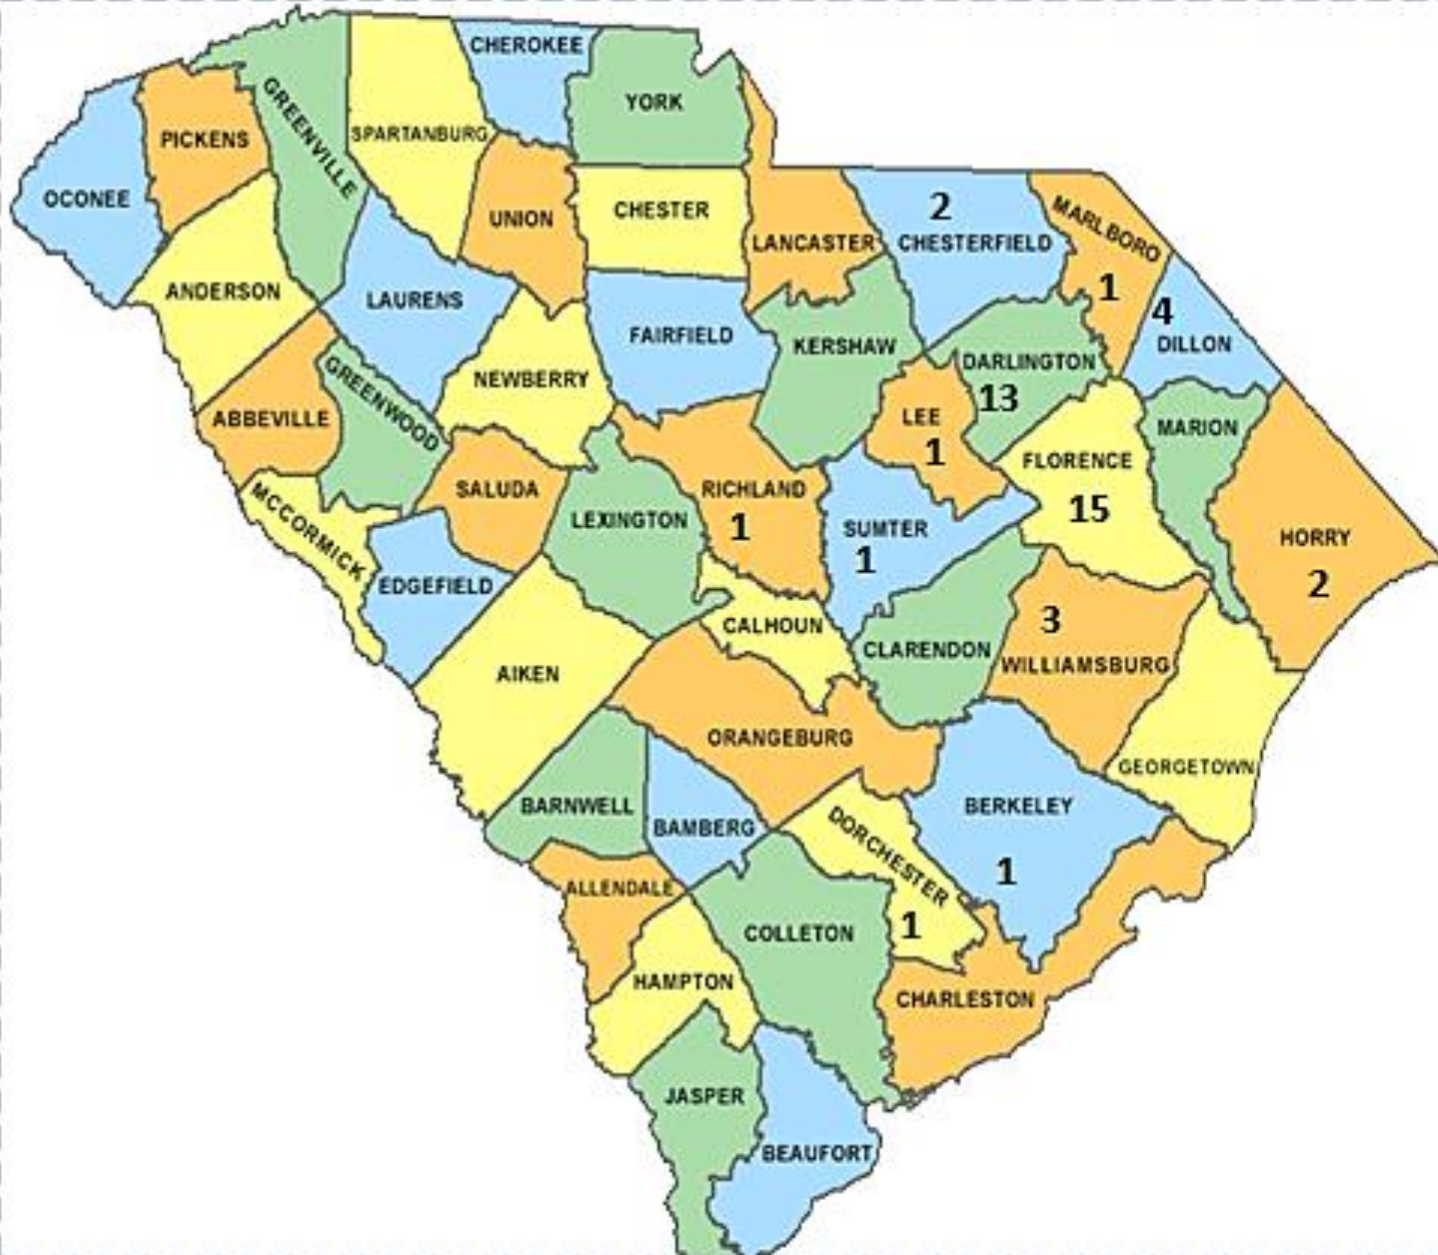 CHEROKEE
YORK
GREENVILLE
SPARTANBURG
PICKENS
OCONEE
UNION
CHESTER
LANCASTER
2
CHESTERFIELD
MARLBORO
1
ANDERSON
LAURENS
FAIRFIELD
KERSHAW
4
DILLON
DARLINGTON
13
NEWBERRY
GREENWOOD
ABBEVILLE
LEE
1
MARION
FLORENCE
15
SALUDA
RICHLAND
1
MCCORMICK
LEXINGTON
SUMTER
1
HORRY
2
EDGEFIELD
CALHOUN
3
WILLIAMSBURG
CLARENDON
AIKEN
ORANGEBURG
GEORGETOWN
BARNWELL
BAMBERG
BERKELEY
1
DORCHESTER
1
ALLENDALE
COLLETON
HAMPTON
CHARLESTON
JASPER
BEAUFORT